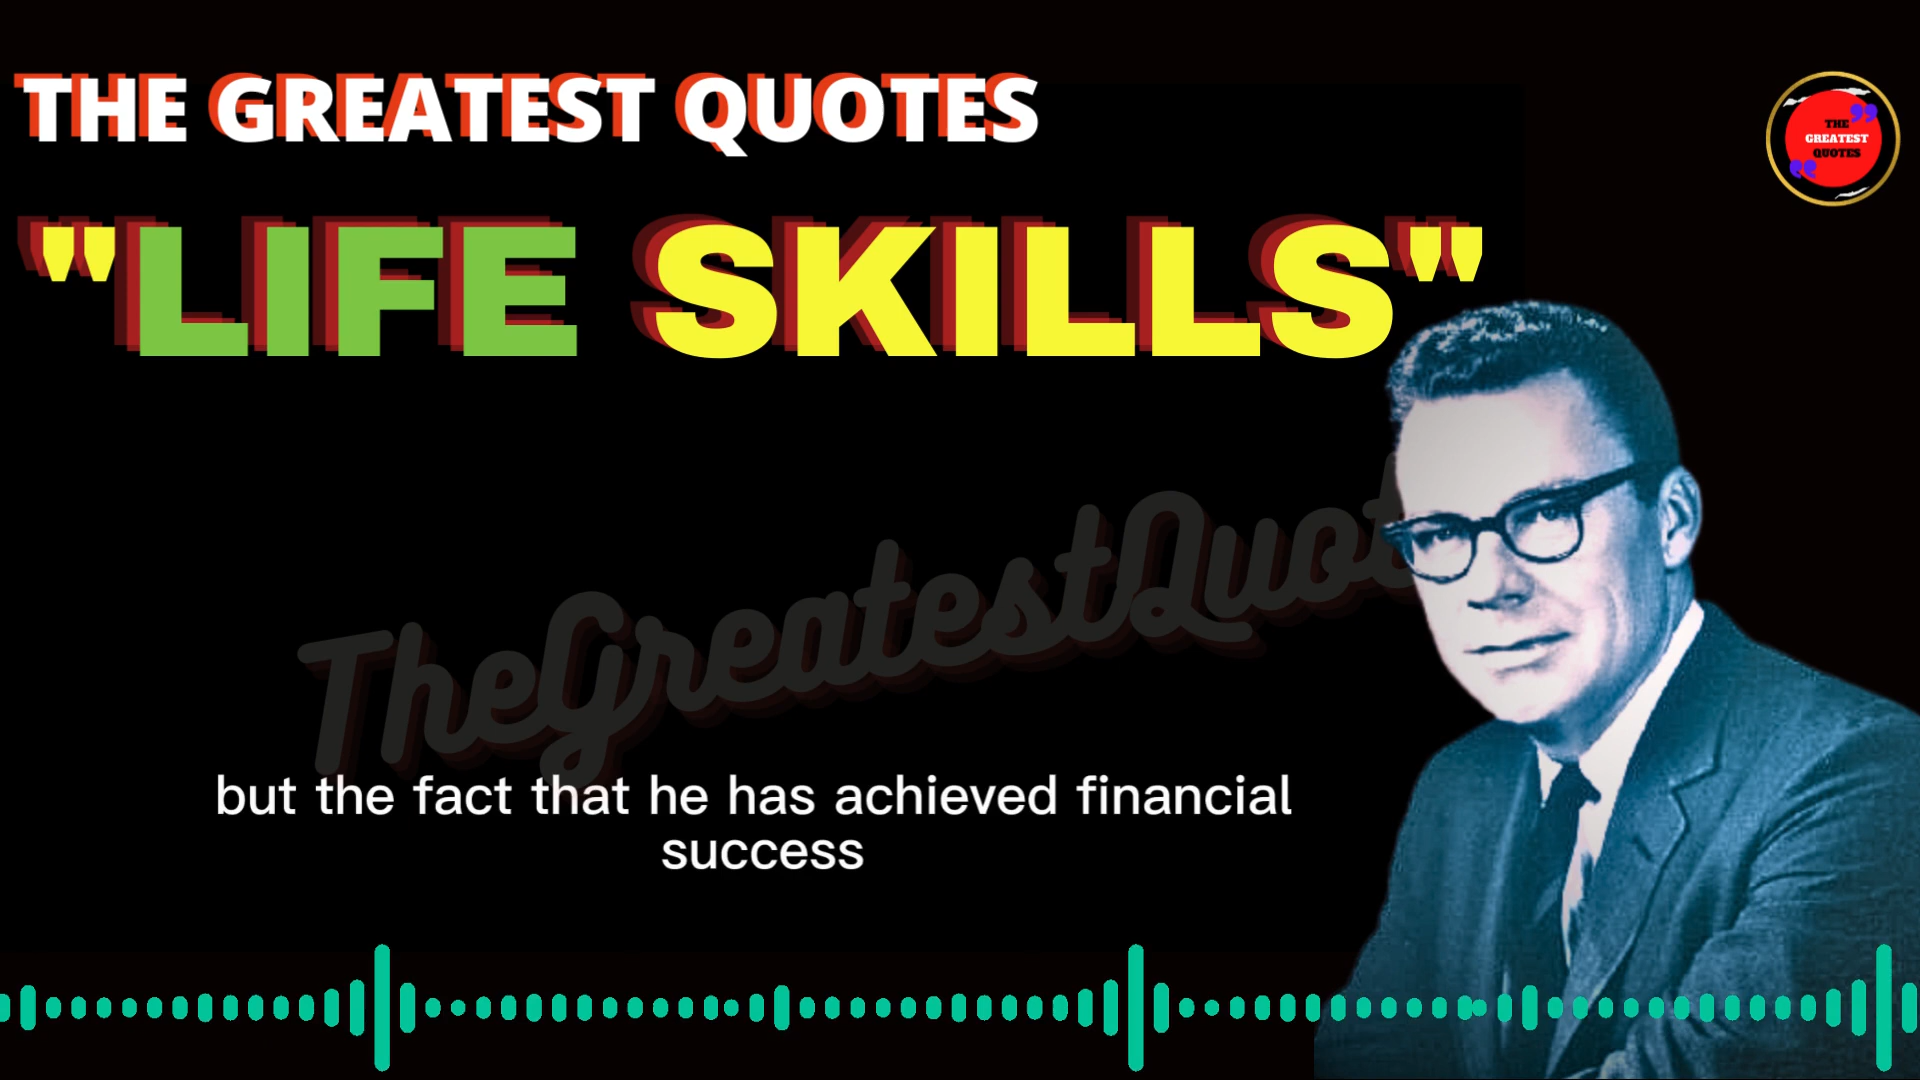 THE GREATEST QUOTES
THE
GREATEST
QUOTES
"LIFE SKILLS"
TheGreatestQuot
but the fact that he has achieved financial
success